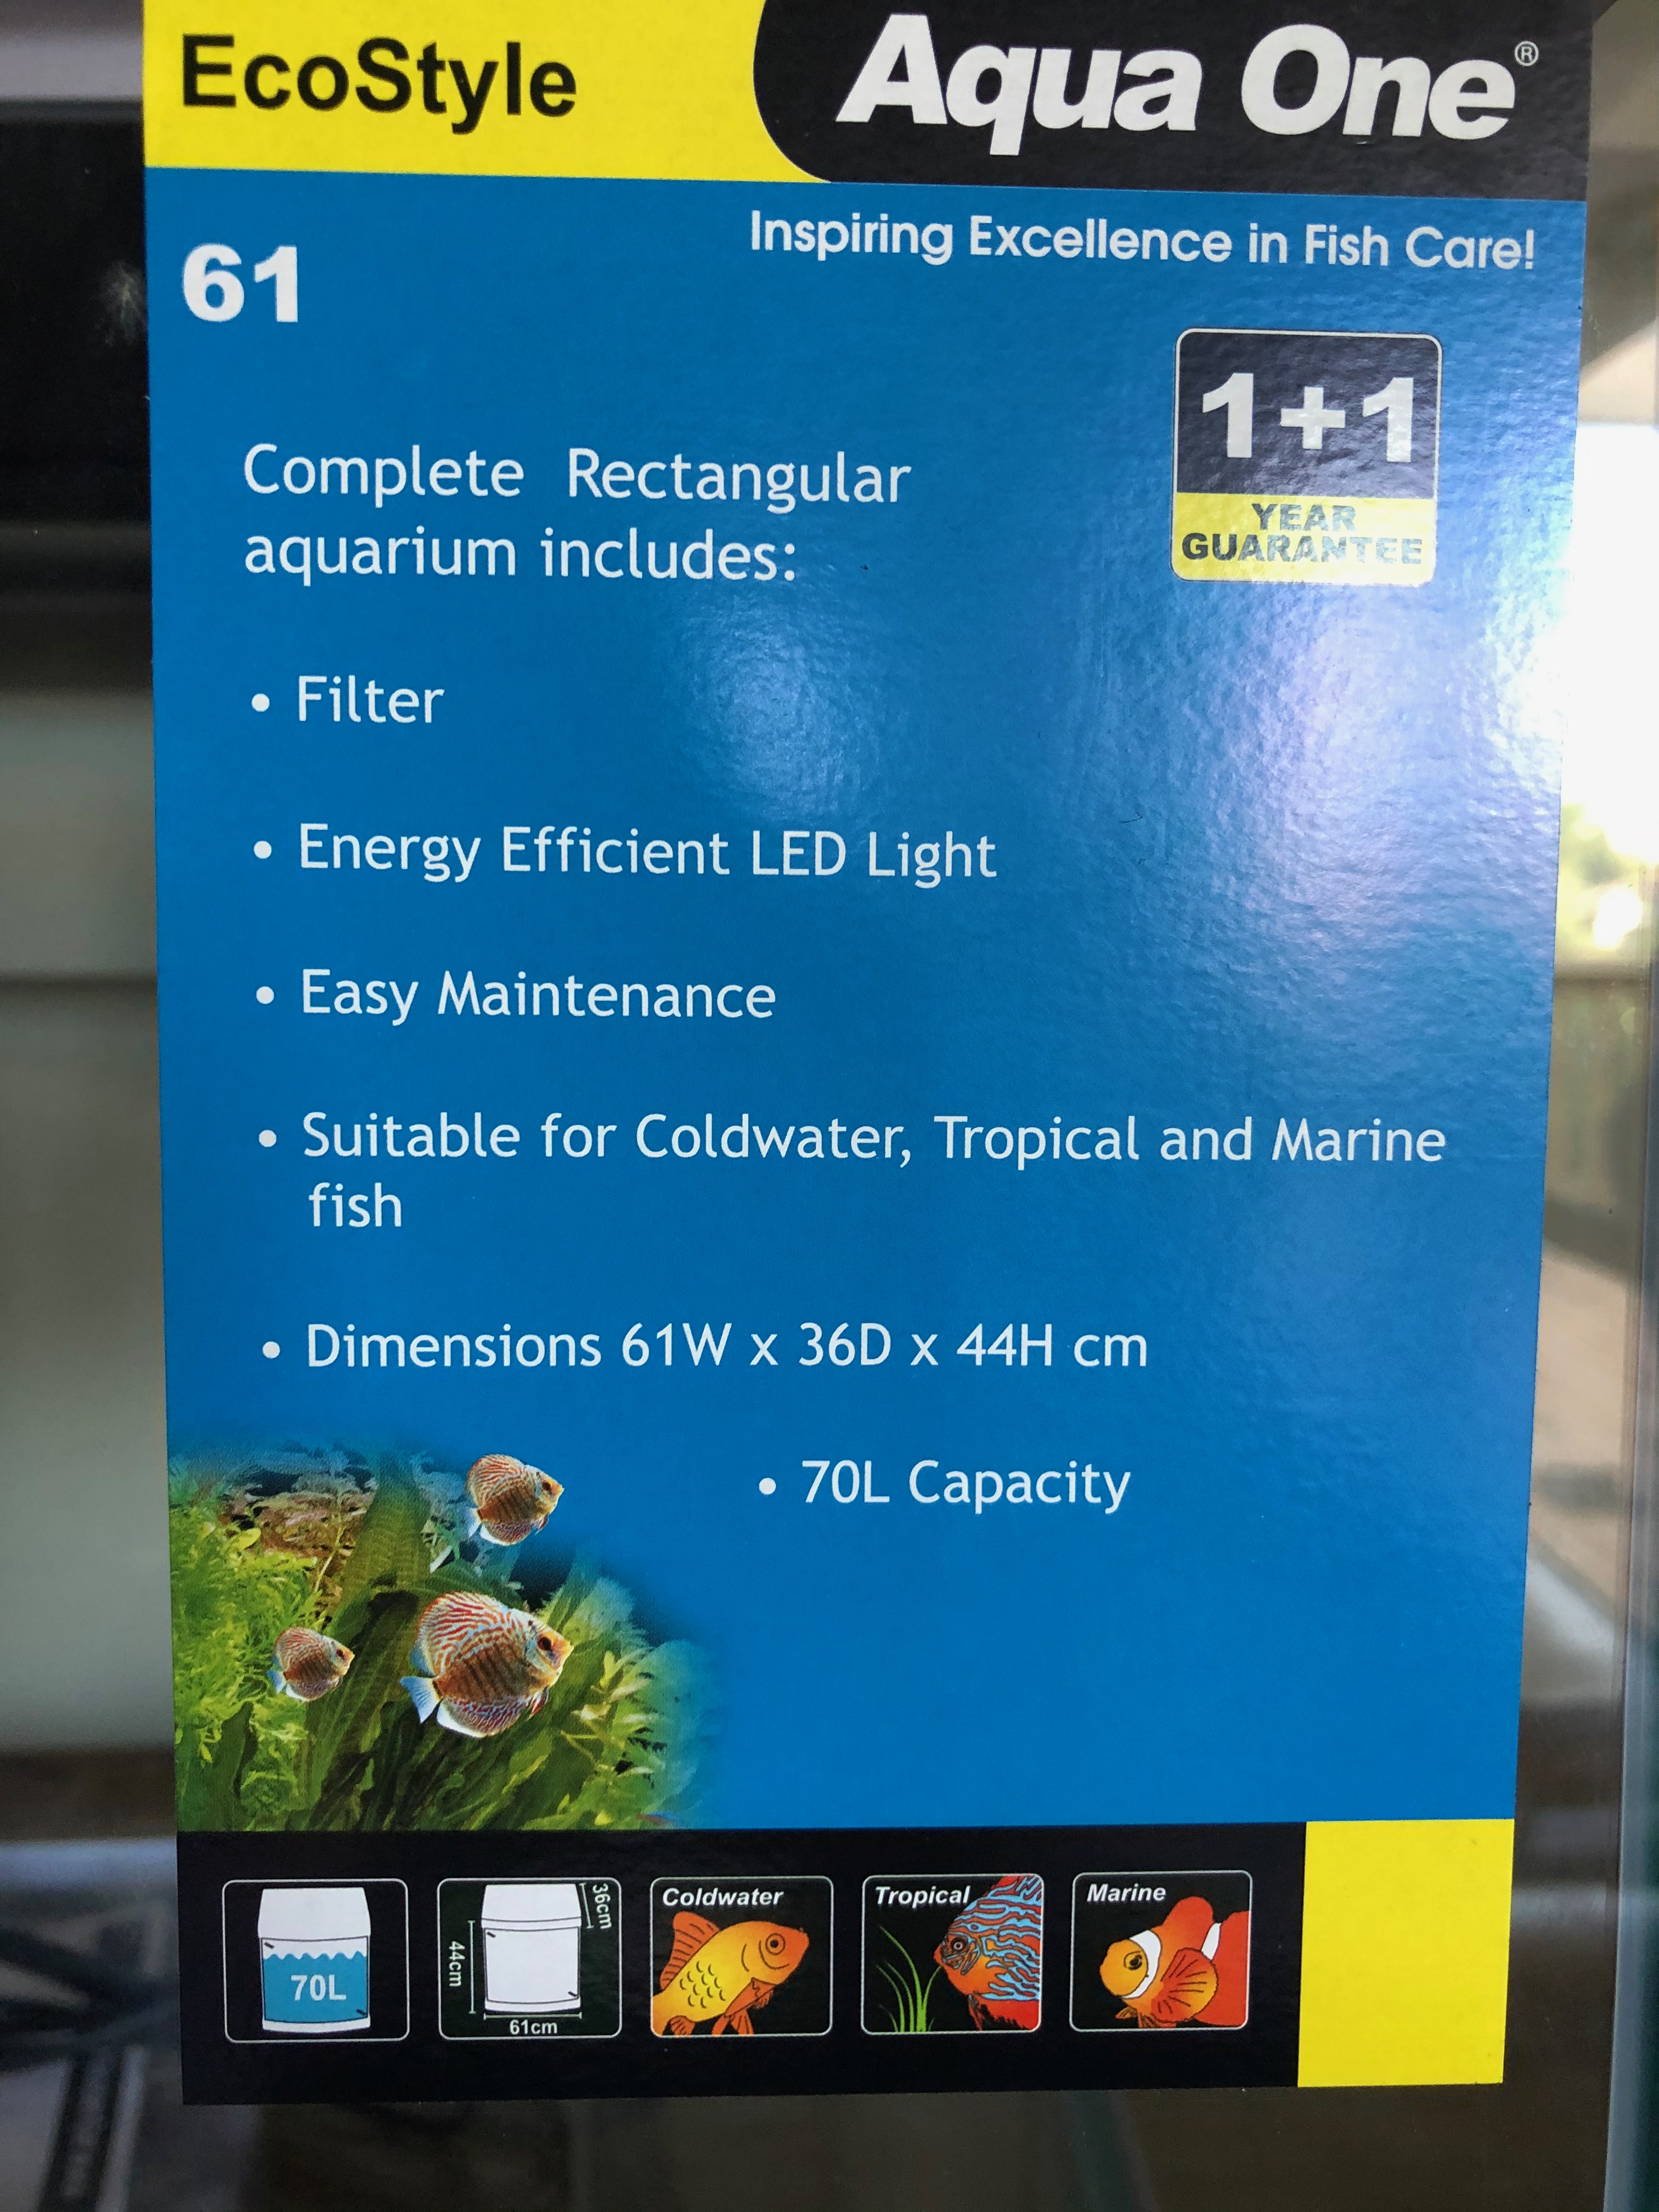 EcoStyle
Aqua One®
Inspiring Excellence in Fish Care!
61
1+1
YEAR
GUARANTEE
Complete Rectangular
aquarium includes:
• Filter
• Energy Efficient LED Light
• Easy Maintenance
• Suitable for Coldwater, Tropical and Marine
fish
• Dimensions 61W x 36D x 44H cm
• 70L Capacity
70L
36cm
44cm
61cm
Coldwater
Tropical
Marine